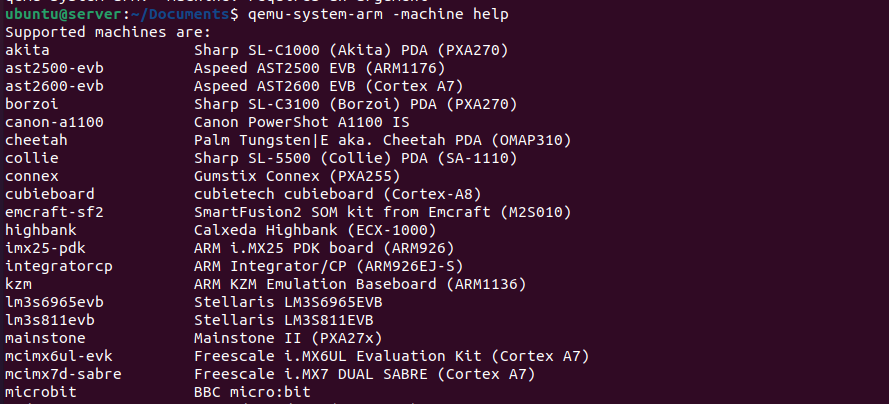 ubuntu@server:~/Documents$ qemu-system-arm -machine help
Supported machines are:
akita Sharp SL-C1000 (Akita) PDA (PXA270)
ast2500-evb Aspeed AST2500 EVB (ARM1176)
ast2600-evb Aspeed AST2600 EVB (Cortex A7)
borzoi Sharp SL-C3100 (Borzoi) PDA (PXA270)
canon-a1100 Canon PowerShot A1100 IS
cheetah Palm Tungsten|E aka. Cheetah PDA (OMAP310)
collie Sharp SL-5500 (Collie) PDA (SA-1110)
connex Gumstix Connex (PXA255)
cubieboard cubietech cubieboard (Cortex-A8)
emcraft-sf2 SmartFusion2 SOM kit from Emcraft (M2S010)
highbank Calxeda Highbank (ECX-1000)
imx25-pdk ARM i.MX25 PDK board (ARM926)
integratorcp ARM Integrator/CP (ARM926EJ-S)
kzm ARM KZM Emulation Baseboard (ARM1136)
lm3s6965evb Stellaris LM3S6965EVB
lm3s811evb Stellaris LM3S811EVB
mainstone Mainstone II (PXA27x)
mcimx6ul-evk Freescale i.MX6UL Evaluation Kit (Cortex A7)
mcimx7d-sabre Freescale i.MX7 DUAL SABRE (Cortex A7)
microbit BBC micro:bit